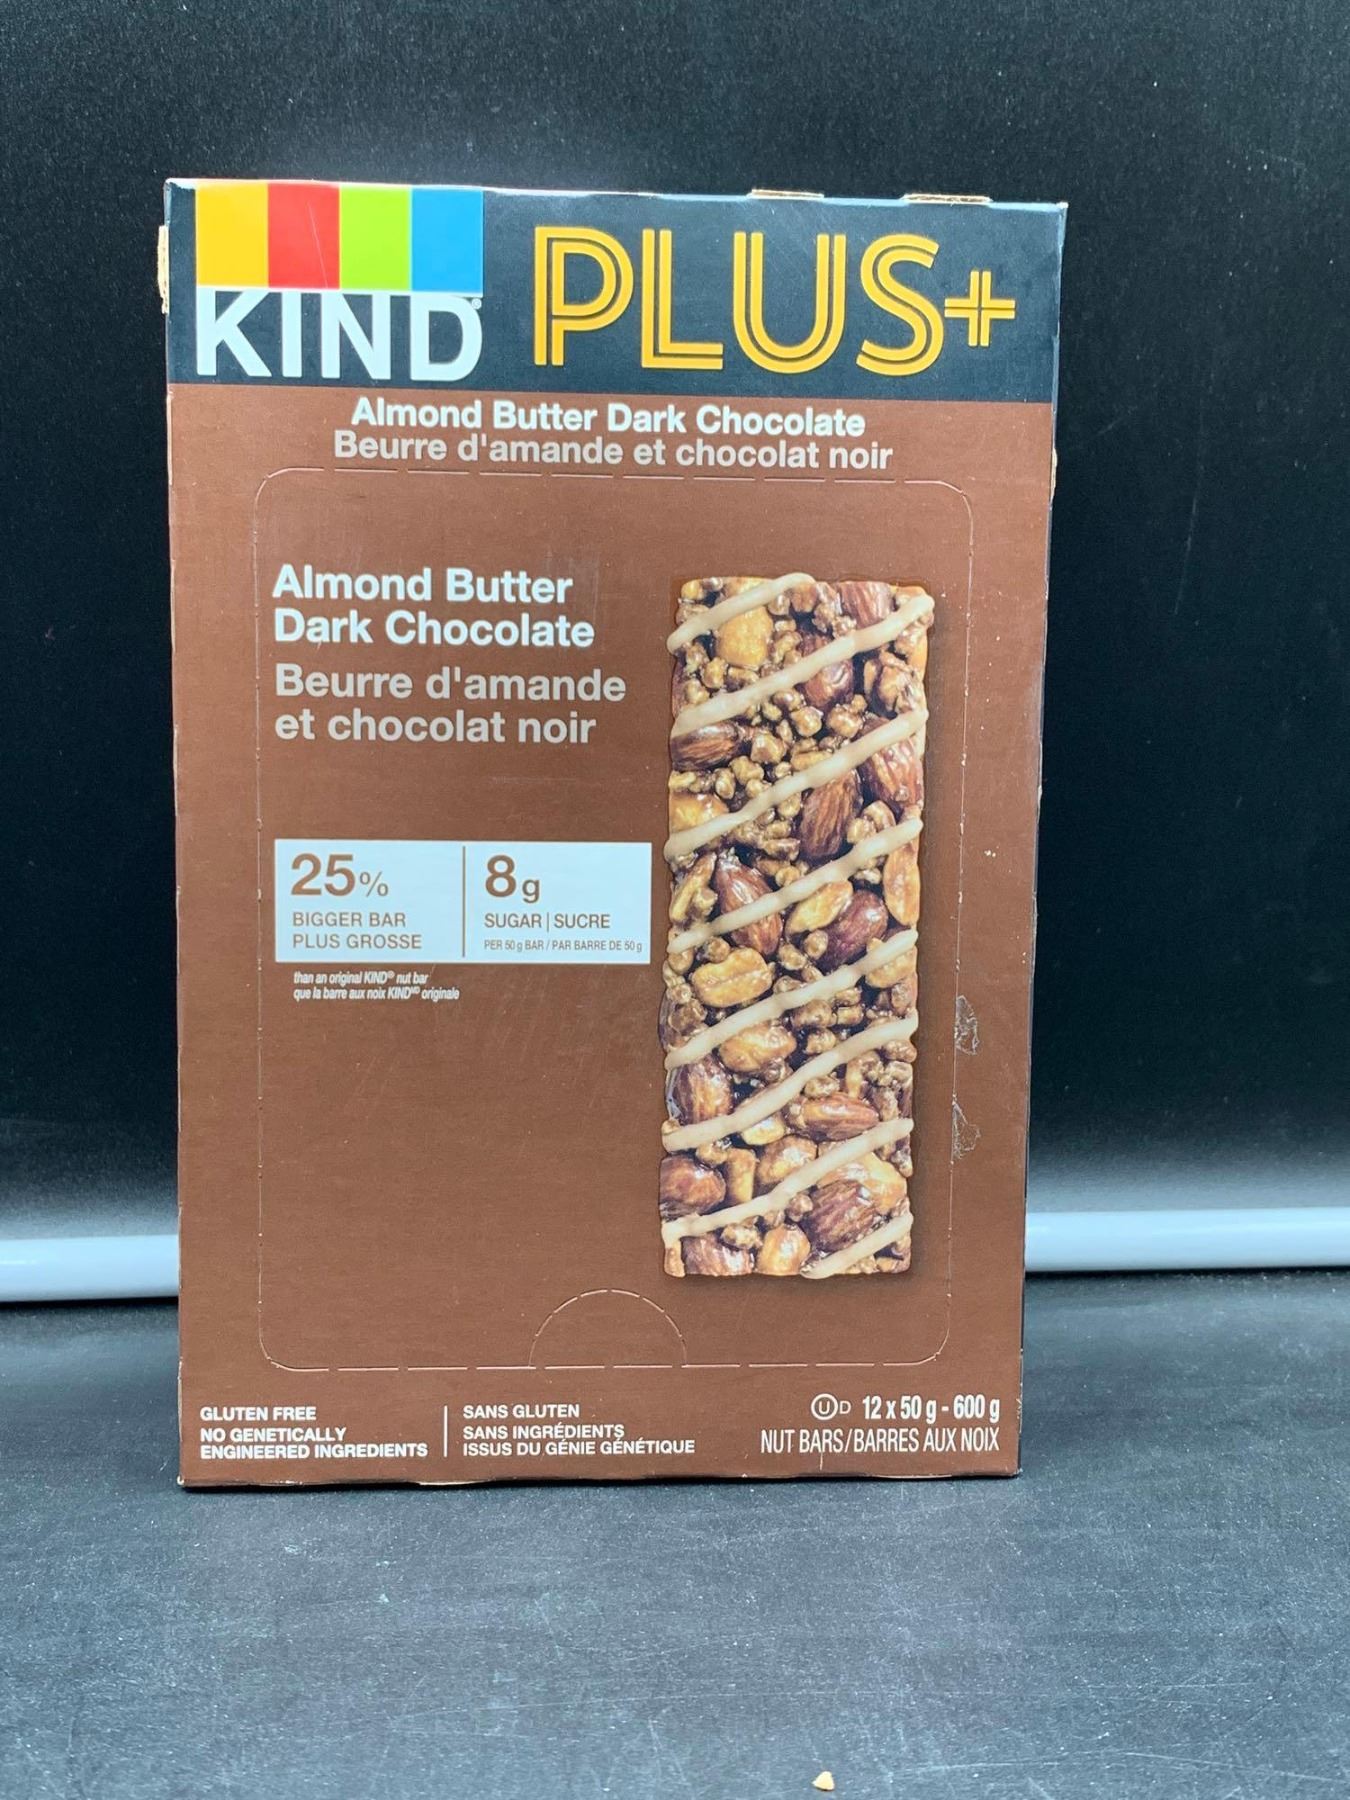 KIND® PLUS+
Almond Butter Dark Chocolate
Beurre d'amande et chocolat noir
Almond Butter
Dark Chocolate
Beurre d'amande
et chocolat noir
25%
BIGGER BAR
PLUS GROSSE
8g
SUGAR | SUCRE
PER 50 g BAR / PAR BARRE DE 50 g
than an original KIND® nut bar
que la barre aux noix KINDᴹᴰ originale
GLUTEN FREE
NO GENETICALLY
ENGINEERED INGREDIENTS
SANS GLUTEN
SANS INGRÉDIENTS
ISSUS DU GÉNIE GÉNÉTIQUE
ⓊD 12 x 50 g - 600 g
NUT BARS/BARRES AUX NOIX